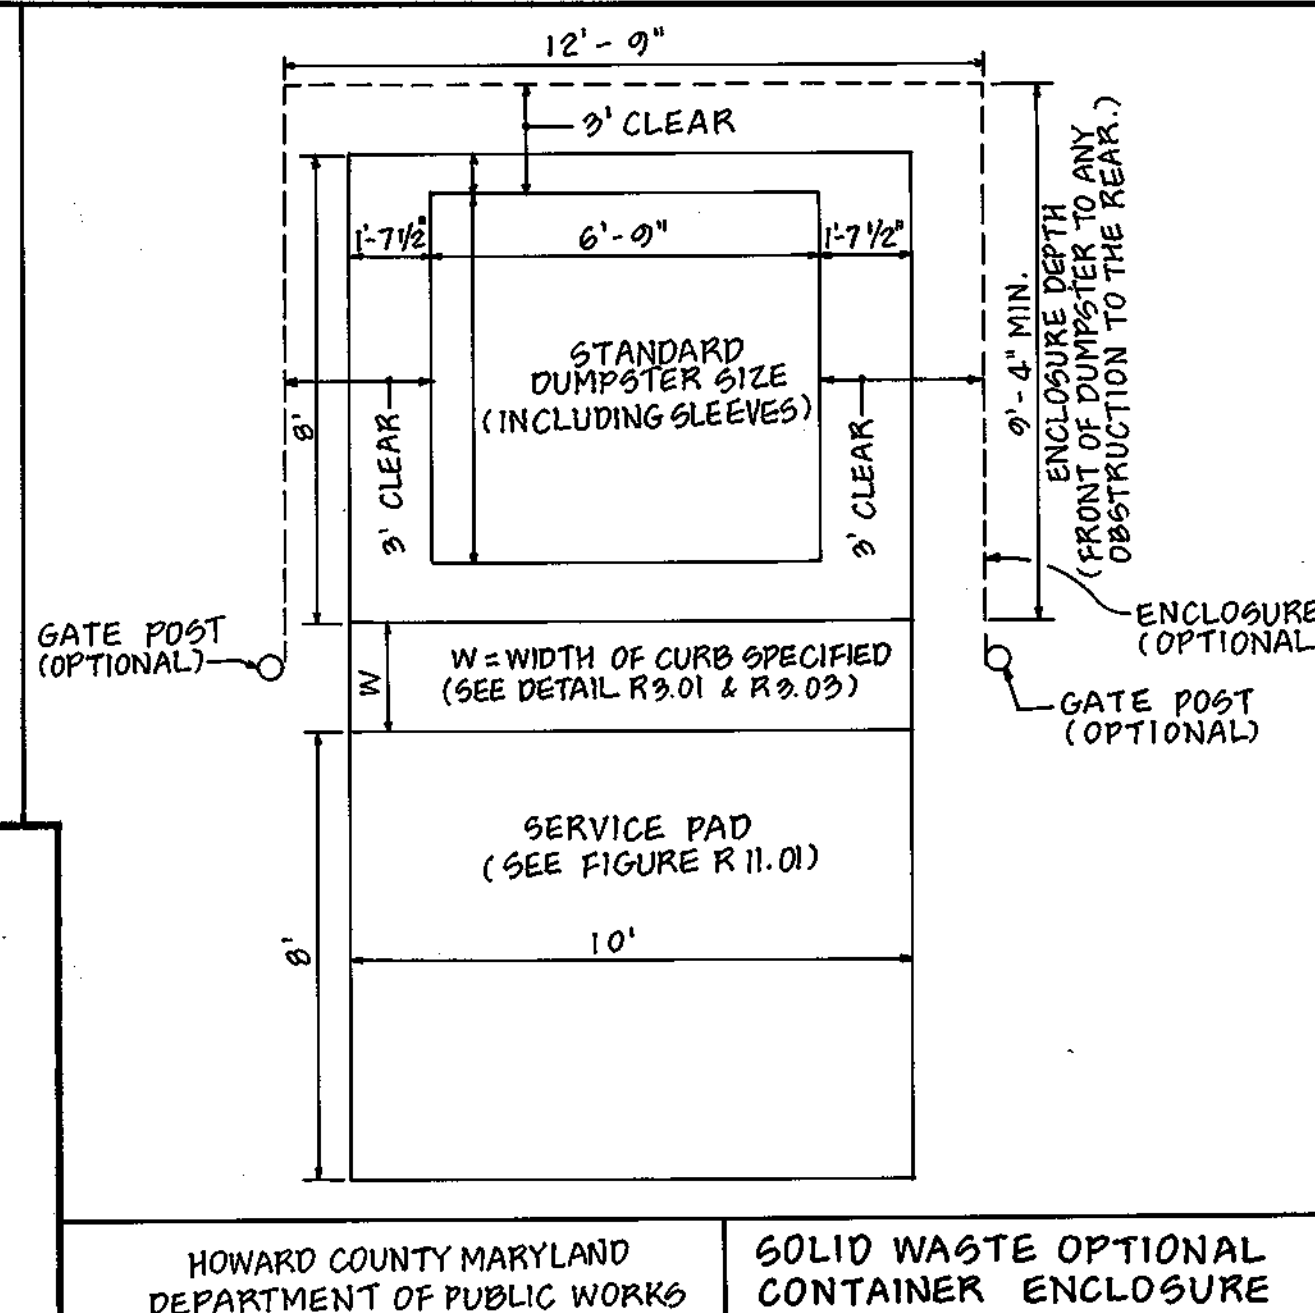 12'-9"
3' CLEAR
1'-7 1/2"
6'-9"
1'-7 1/2"
STANDARD
DUMPSTER SIZE
(INCLUDING SLEEVES)
8'
3' CLEAR
3' CLEAR
9'-4" MIN.
ENCLOSURE DEPTH
(FRONT OF DUMPSTER TO ANY
OBSTRUCTION TO THE REAR.)
GATE POST
(OPTIONAL)
ENCLOSURE
(OPTIONAL
W
W = WIDTH OF CURB SPECIFIED
(SEE DETAIL R3.01 & R3.03)
GATE POST
(OPTIONAL)
SERVICE PAD
(SEE FIGURE R 11.01)
8'
10'
HOWARD COUNTY MARYLAND
DEPARTMENT OF PUBLIC WORKS
SOLID WASTE OPTIONAL
CONTAINER ENCLOSURE